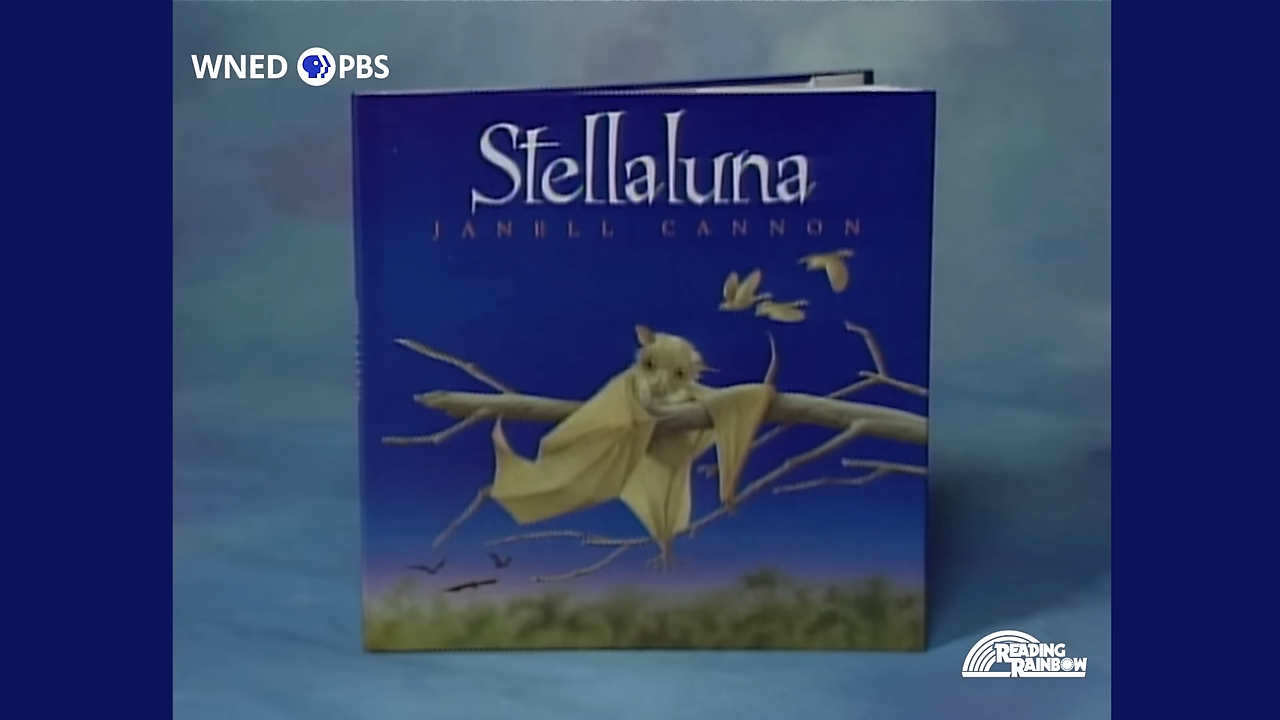 WNED PBS
Stellaluna
JANELL CANNON
READING
RAINBOW